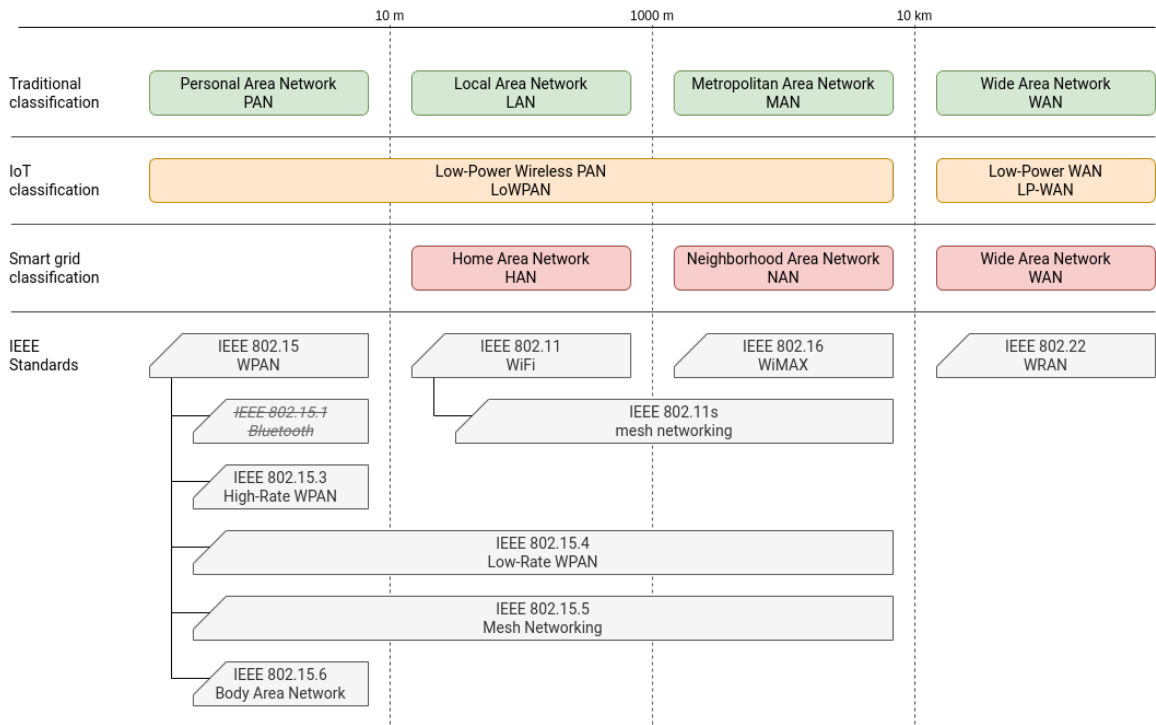 10 m
1000 m
10 km
Traditional
classification
Personal Area Network
PAN
Local Area Network
LAN
Metropolitan Area Network
MAN
Wide Area Network
WAN
IoT
classification
Low-Power Wireless PAN
LoWPAN
Low-Power WAN
LP-WAN
Smart grid
classification
Home Area Network
HAN
Neighborhood Area Network
NAN
Wide Area Network
WAN
IEEE
Standards
IEEE 802.15
WPAN
IEEE 802.11
WiFi
IEEE 802.16
WiMAX
IEEE 802.22
WRAN
IEEE 802.15.1
Bluetooth
IEEE 802.11s
mesh networking
IEEE 802.15.3
High-Rate WPAN
IEEE 802.15.4
Low-Rate WPAN
IEEE 802.15.5
Mesh Networking
IEEE 802.15.6
Body Area Network